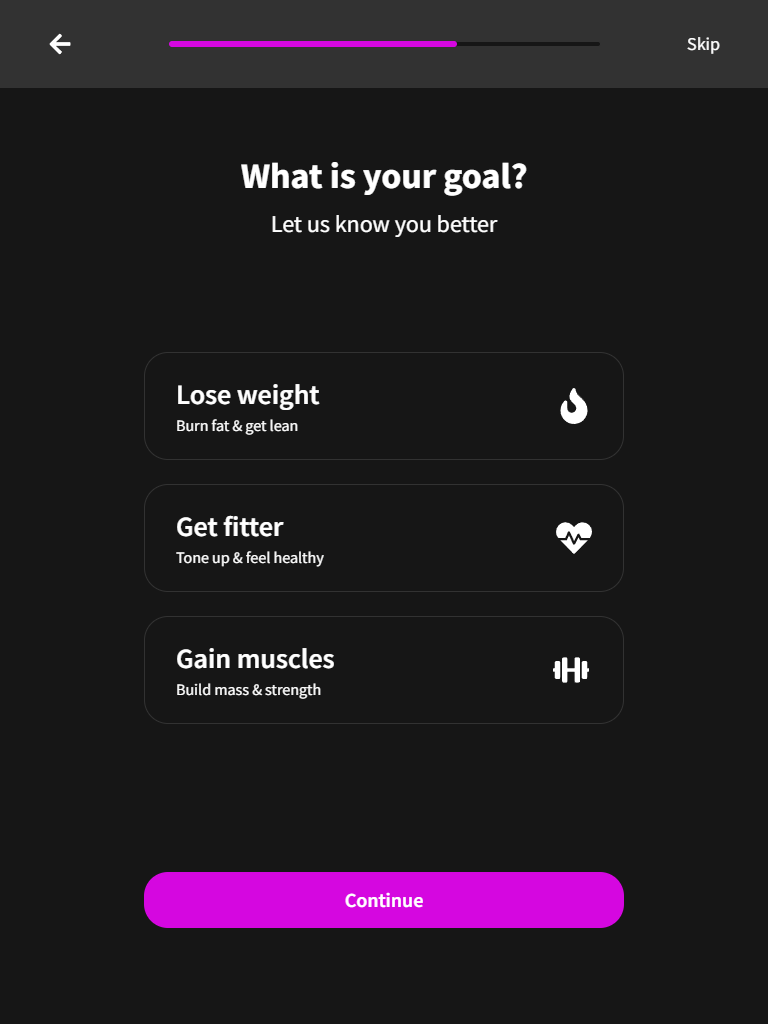 Skip
What is your goal?
Let us know you better
Lose weight
Burn fat & get lean
Get fitter
Tone up & feel healthy
Gain muscles
Build mass & strength
Continue